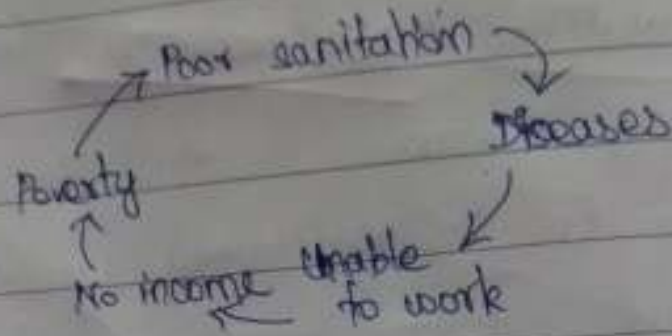 Poor sanitation
Diseases
Poverty
No income
Unable
to work